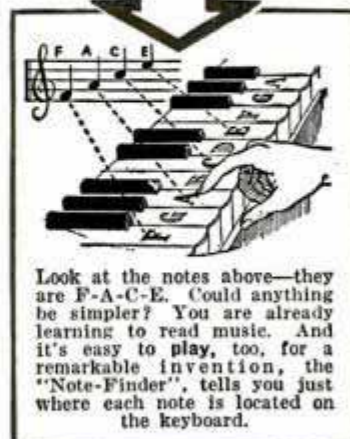 F A C E
A
G
F
E
D
C
B
A
G
F
Look at the notes above—they
are F-A-C-E. Could anything
be simpler? You are already
learning to read music. And
it's easy to play, too, for a
remarkable invention, the
"Note-Finder", tells you just
where each note is located on
the keyboard.